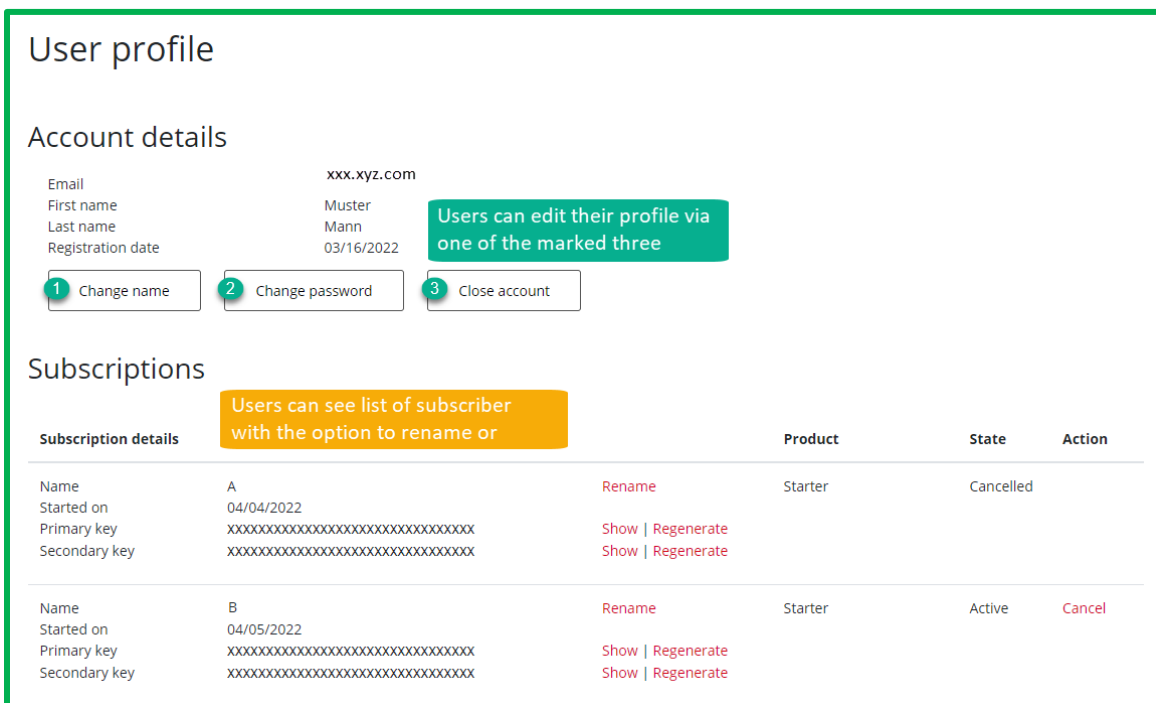 User profile
Account details
Email xxx.xyz.com
First name Muster
Last name Mann
Registration date 03/16/2022
Users can edit their profile via
one of the marked three
1 Change name 2 Change password 3 Close account
Subscriptions
Users can see list of subscriber
with the option to rename or
Subscription details Product State Action
Name A Rename Starter Cancelled
Started on 04/04/2022
Primary key XXXXXXXXXXXXXXXXXXXXXXXXXXXXXXXX Show | Regenerate
Secondary key XXXXXXXXXXXXXXXXXXXXXXXXXXXXXXXX Show | Regenerate
Name B Rename Starter Active Cancel
Started on 04/05/2022
Primary key XXXXXXXXXXXXXXXXXXXXXXXXXXXXXXXX Show | Regenerate
Secondary key XXXXXXXXXXXXXXXXXXXXXXXXXXXXXXXX Show | Regenerate